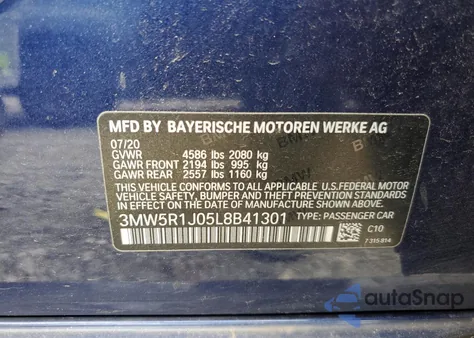 MFD BY BAYERISCHE MOTOREN WERKE AG
07/20
GVWR 4586 lbs 2080 kg
GAWR FRONT 2194 lbs 995 kg
GAWR REAR 2557 lbs 1160 kg
THIS VEHICLE CONFORMS TO ALL APPLICABLE U.S.FEDERAL MOTOR
VEHICLE SAFETY, BUMPER AND THEFT PREVENTION
STANDARDS IN EFFECT ON THE DATE OF MANUFACTURE SHOWN ABOVE.
3MW5R1J05L8B41301 TYPE: PASSENGER CAR
C10
7 315 814
autoSnap